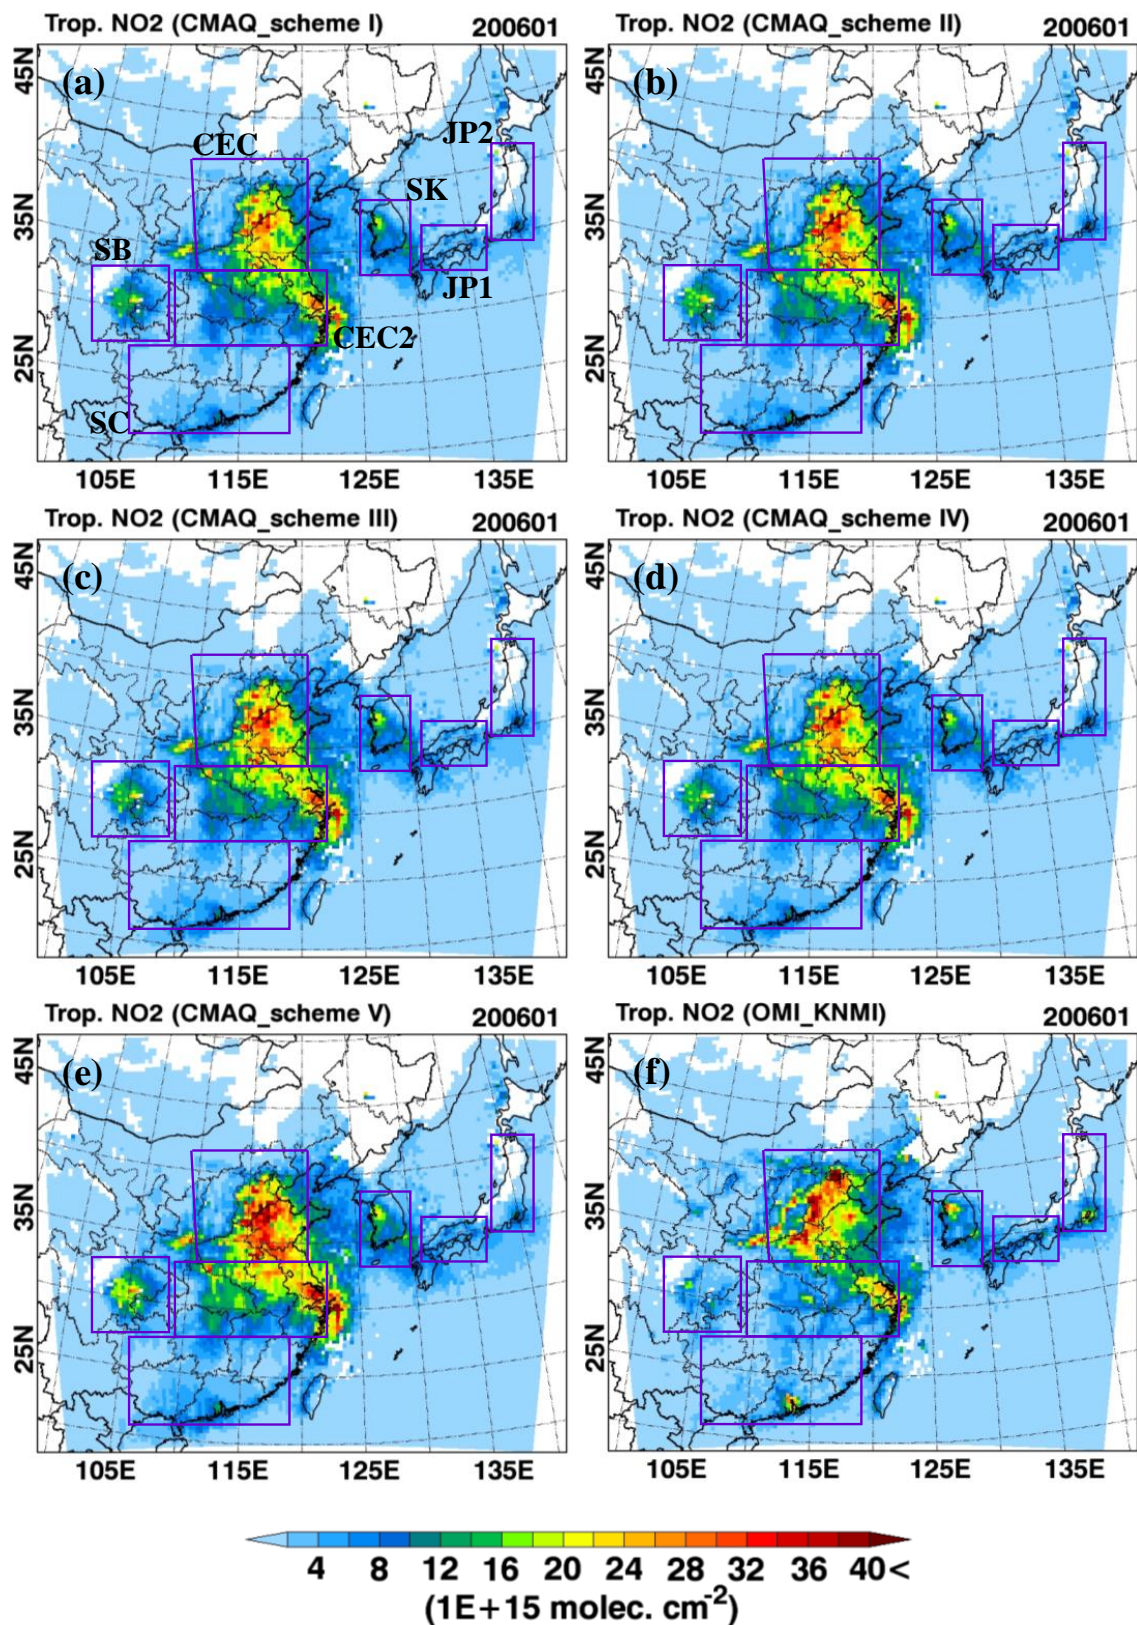 Trop. NO2 (CMAQ_scheme I) 200601
Trop. NO2 (CMAQ_scheme II) 200601
45N
(a)
CEC
JP2
SK
35N
SB
JP1
CEC2
25N
SC
105E 115E 125E 135E
45N
(b)
35N
25N
105E 115E 125E 135E
Trop. NO2 (CMAQ_scheme III) 200601
Trop. NO2 (CMAQ_scheme IV) 200601
45N
(c)
35N
25N
105E 115E 125E 135E
45N
(d)
35N
25N
105E 115E 125E 135E
Trop. NO2 (CMAQ_scheme V) 200601
Trop. NO2 (OMI_KNMI) 200601
45N
(e)
35N
25N
105E 115E 125E 135E
45N
(f)
35N
25N
105E 115E 125E 135E
4 8 12 16 20 24 28 32 36 40<
(1E+15 molec. cm⁻²)